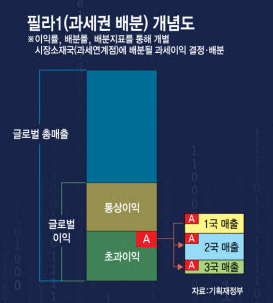 필라1(과세권 배분) 개념도
※이익률, 배분률, 배분지표를 통해 개별
시장소재국(과세연계점)에 배분될 과세이익 결정·배분
글로벌 총매출
글로벌
이익
통상이익
초과이익
A
A
1국 매출
A
2국 매출
A
3국 매출
자료:기획재정부